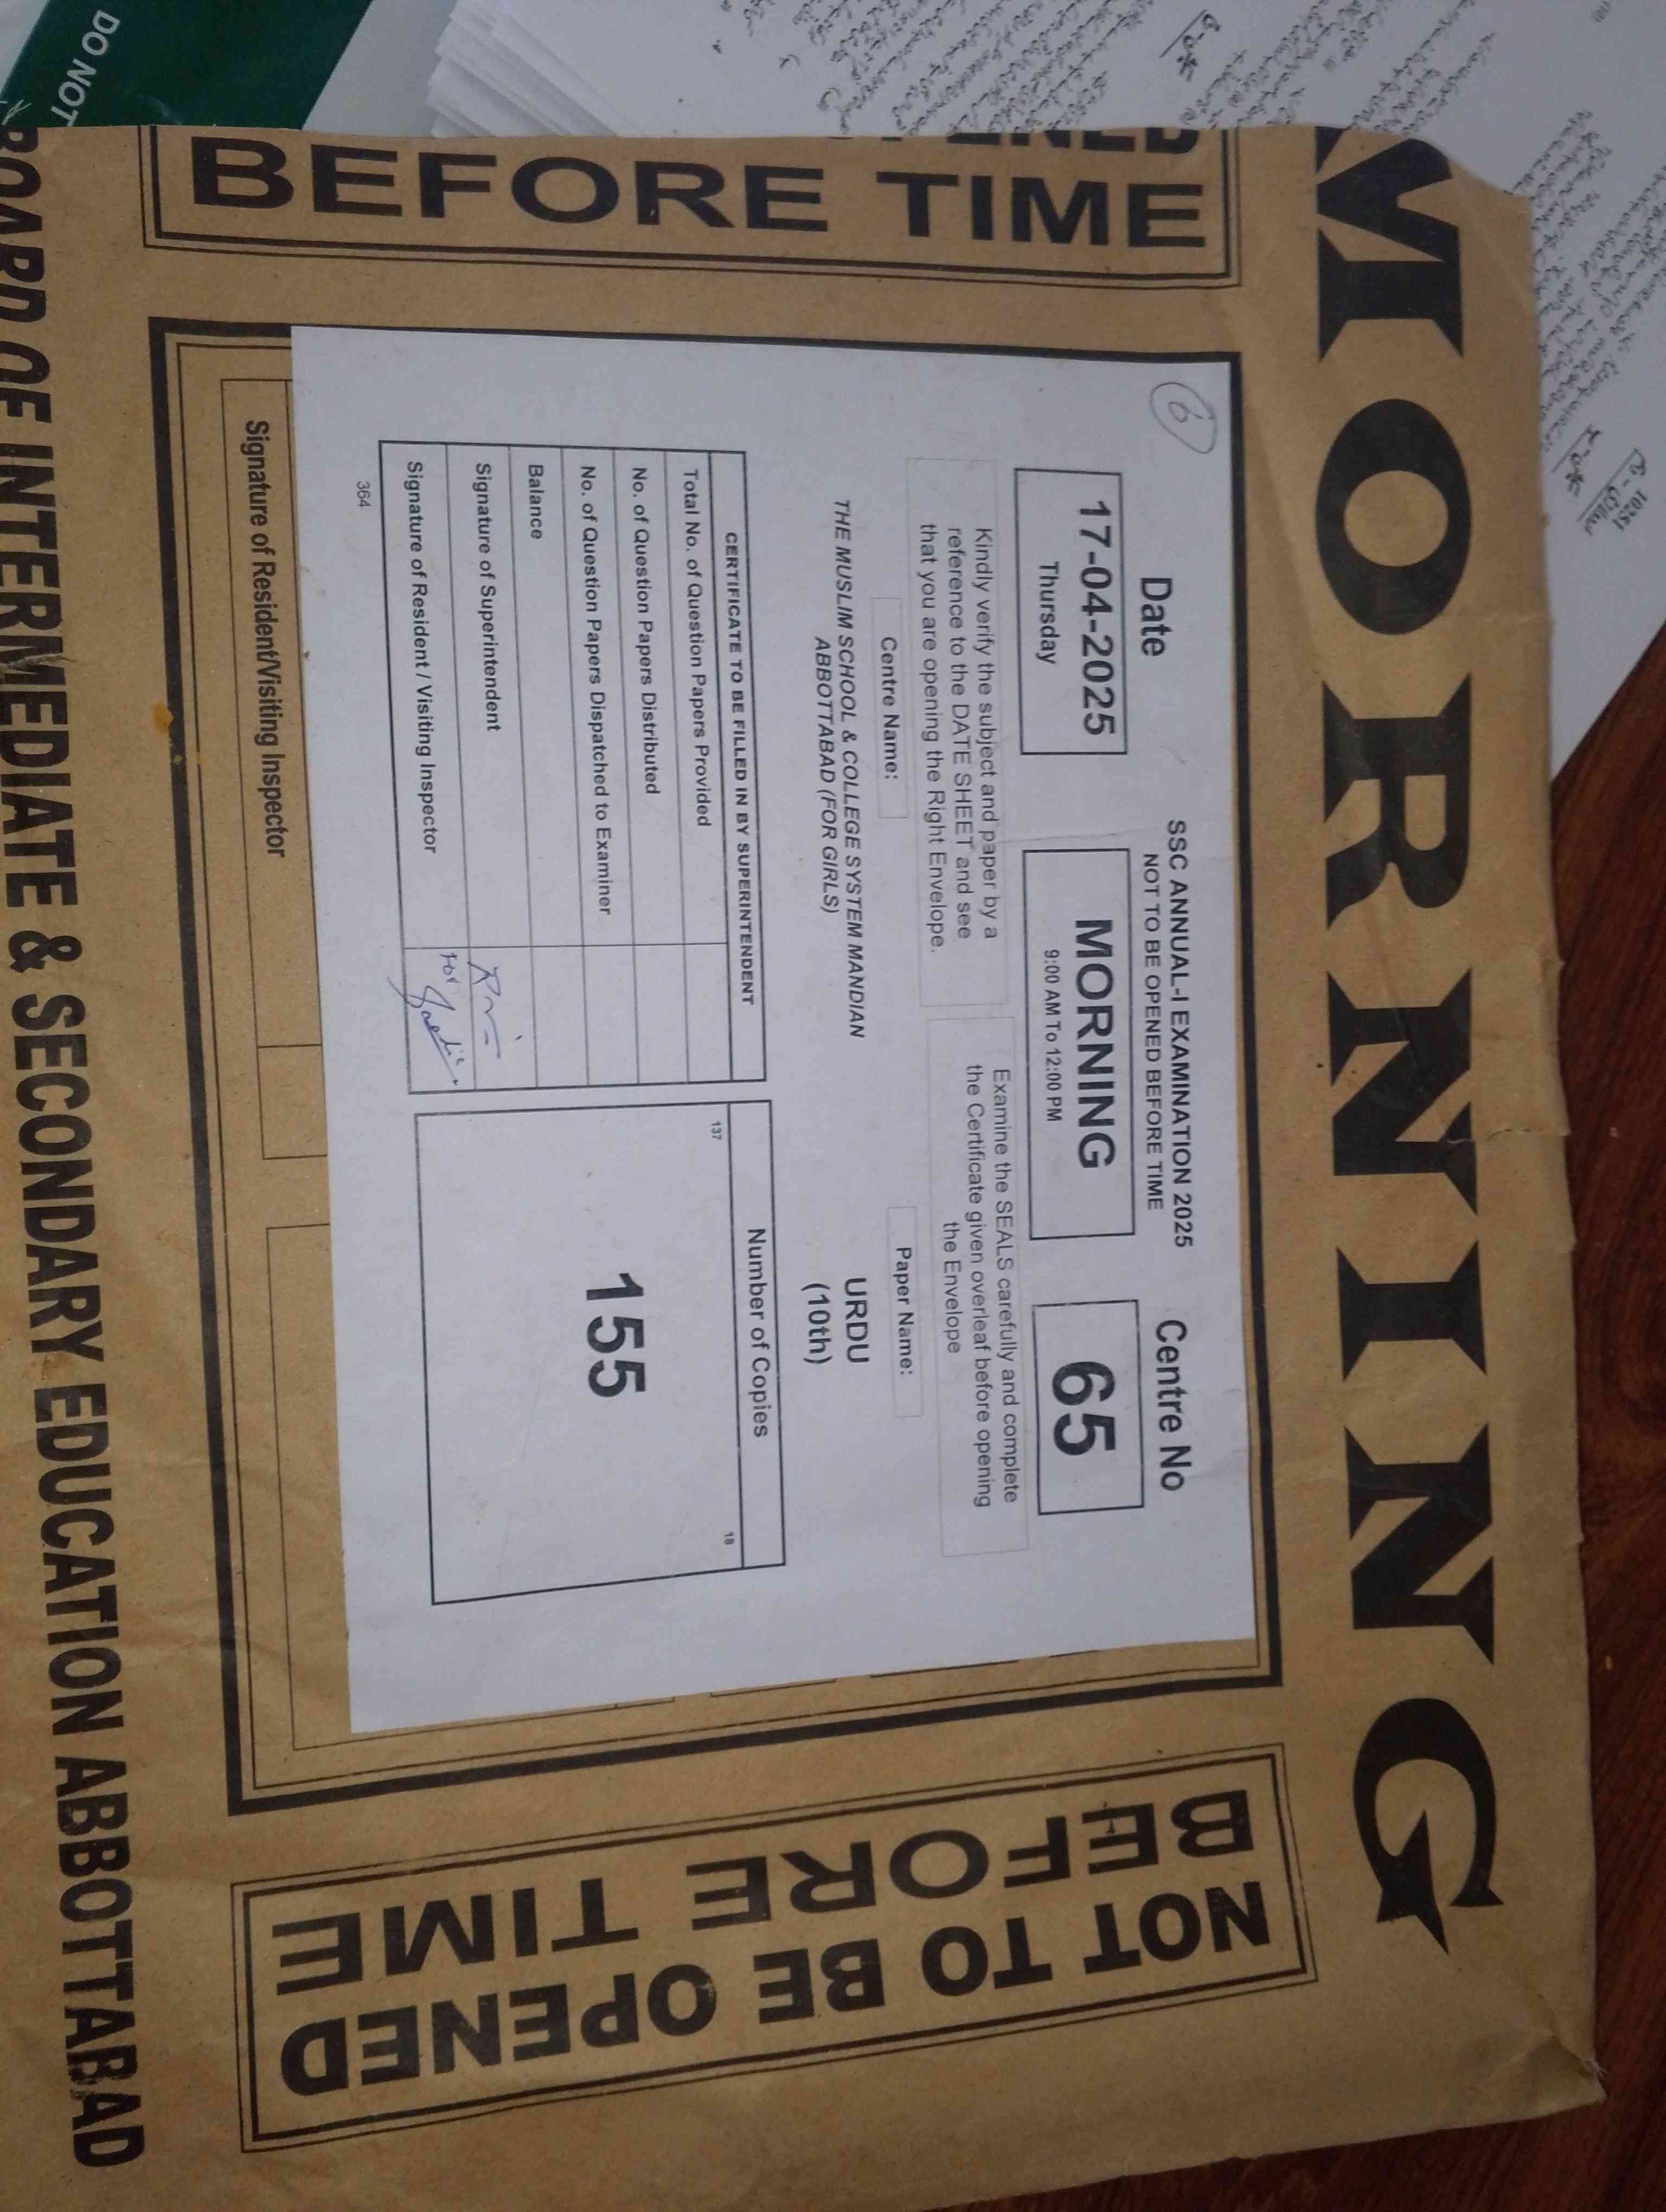 DO NOT
MORNING
BEFORE TIME
6
Date
17-04-2025
Thursday
SSC ANNUAL-I EXAMINATION 2025
NOT TO BE OPENED BEFORE TIME
MORNING
9:00 AM To 12:00 PM
Centre No
65
Kindly verify the subject and paper by a
reference to the DATE SHEET and see
that you are opening the Right Envelope.
Examine the SEALS carefully and complete
the Certificate given overleaf before opening
the Envelope
Centre Name:
THE MUSLIM SCHOOL & COLLEGE SYSTEM MANDIAN
ABBOTTABAD (FOR GIRLS)
Paper Name:
URDU
(10th)
CERTIFICATE TO BE FILLED IN BY SUPERINTENDENT
Total No. of Question Papers Provided
No. of Question Papers Distributed
No. of Question Papers Dispatched to Examiner
Balance
Signature of Superintendent
Signature of Resident / Visiting Inspector
364
Number of Copies
137
18
155
Signature of Resident/Visiting Inspector
NOT TO BE OPENED
BEFORE TIME
BOARD OF INTERMEDIATE & SECONDARY EDUCATION ABBOTTABAD